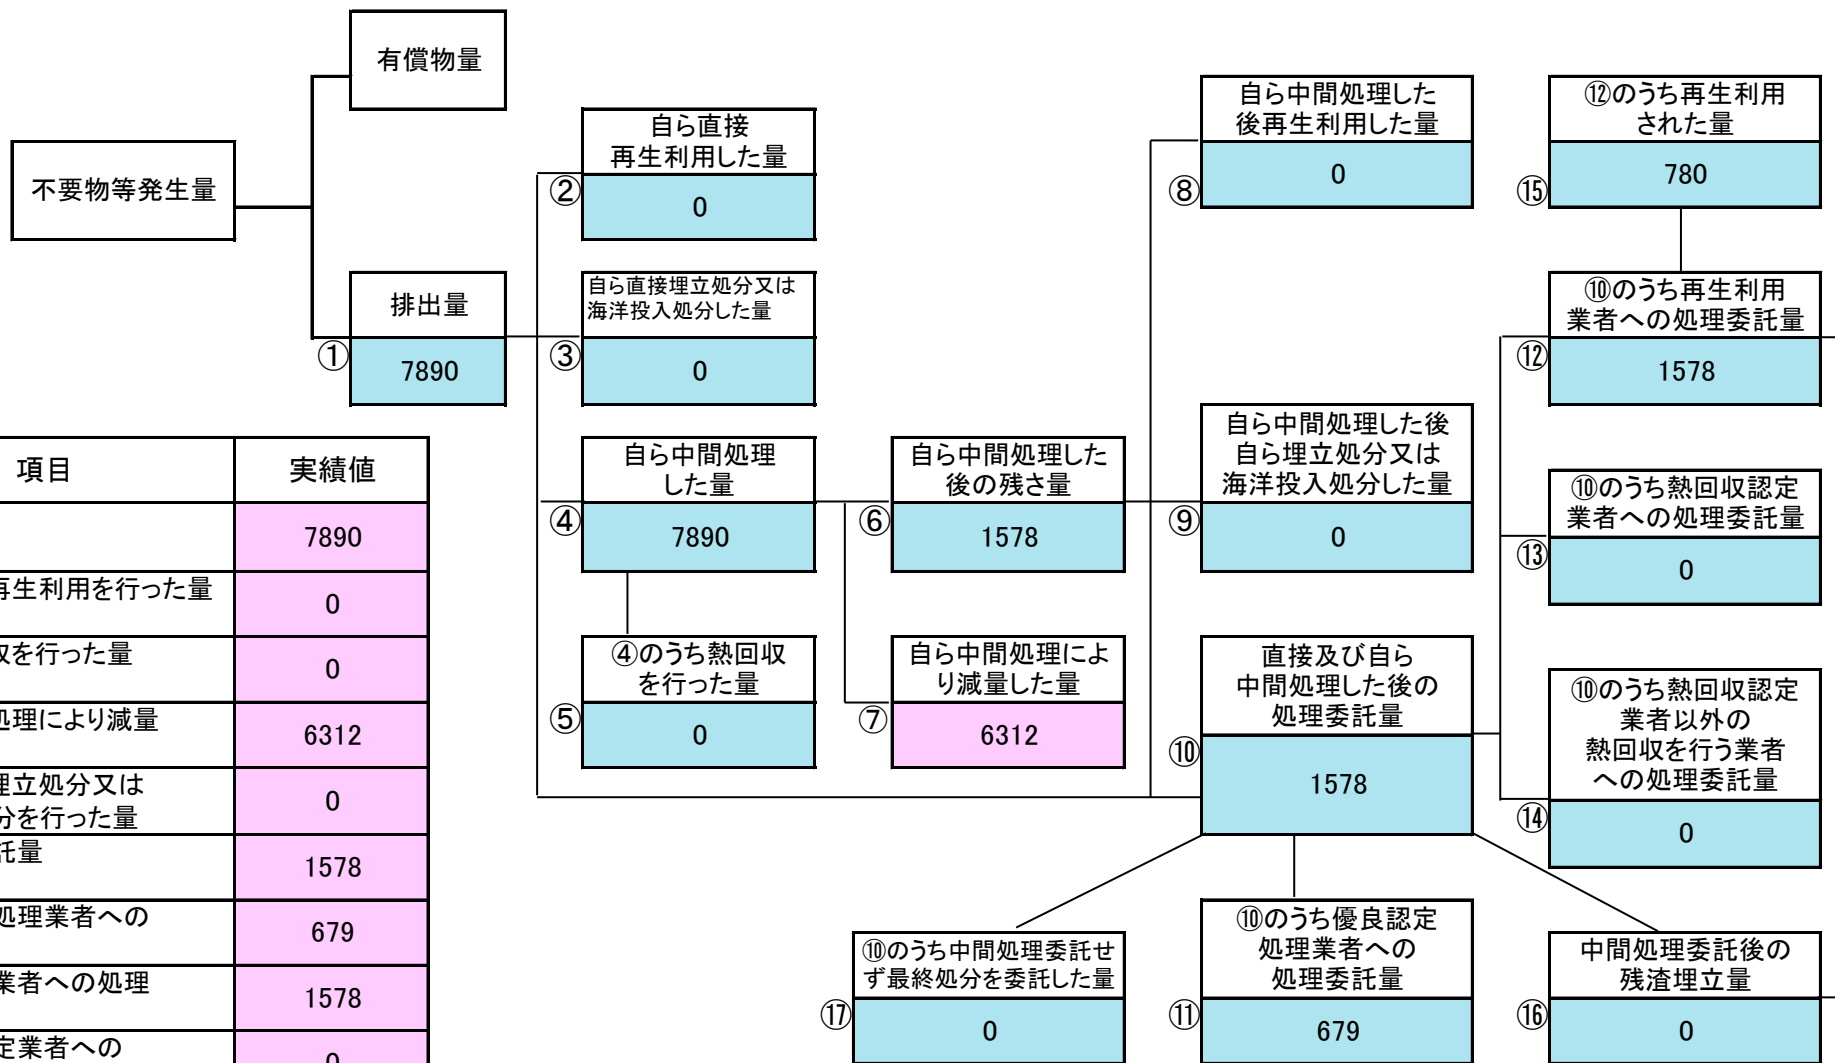 有償物量
不要物等発生量
排出量
①
7890
自ら直接
再生利用した量
②
0
自ら直接埋立処分又は
海洋投入処分した量
③
0
自ら中間処理
した量
④
7890
④のうち熱回収
を行った量
⑤
0
自ら中間処理した
後の残さ量
⑥
1578
自ら中間処理によ
り減量した量
⑦
6312
自ら中間処理した
後再生利用した量
⑧
0
自ら中間処理した後
自ら埋立処分又は
海洋投入処分した量
⑨
0
直接及び自ら
中間処理した後の
処理委託量
⑩
1578
⑩のうち優良認定
処理業者への
処理委託量
⑪
679
⑩のうち中間処理委託せ
ず最終処分を委託した量
⑰
0
⑫のうち再生利用
された量
⑮
780
⑩のうち再生利用
業者への処理委託量
⑫
1578
⑩のうち熱回収認定
業者への処理委託量
⑬
0
⑩のうち熱回収認定
業者以外の
熱回収を行う業者
への処理委託量
⑭
0
中間処理委託後の
残渣埋立量
⑯
0
項目 実績値
7890
再生利用を行った量
0
を行った量
0
処理により減量
6312
埋立処分又は
分を行った量
0
託量
1578
処理業者への
679
業者への処理
1578
定業者への
0